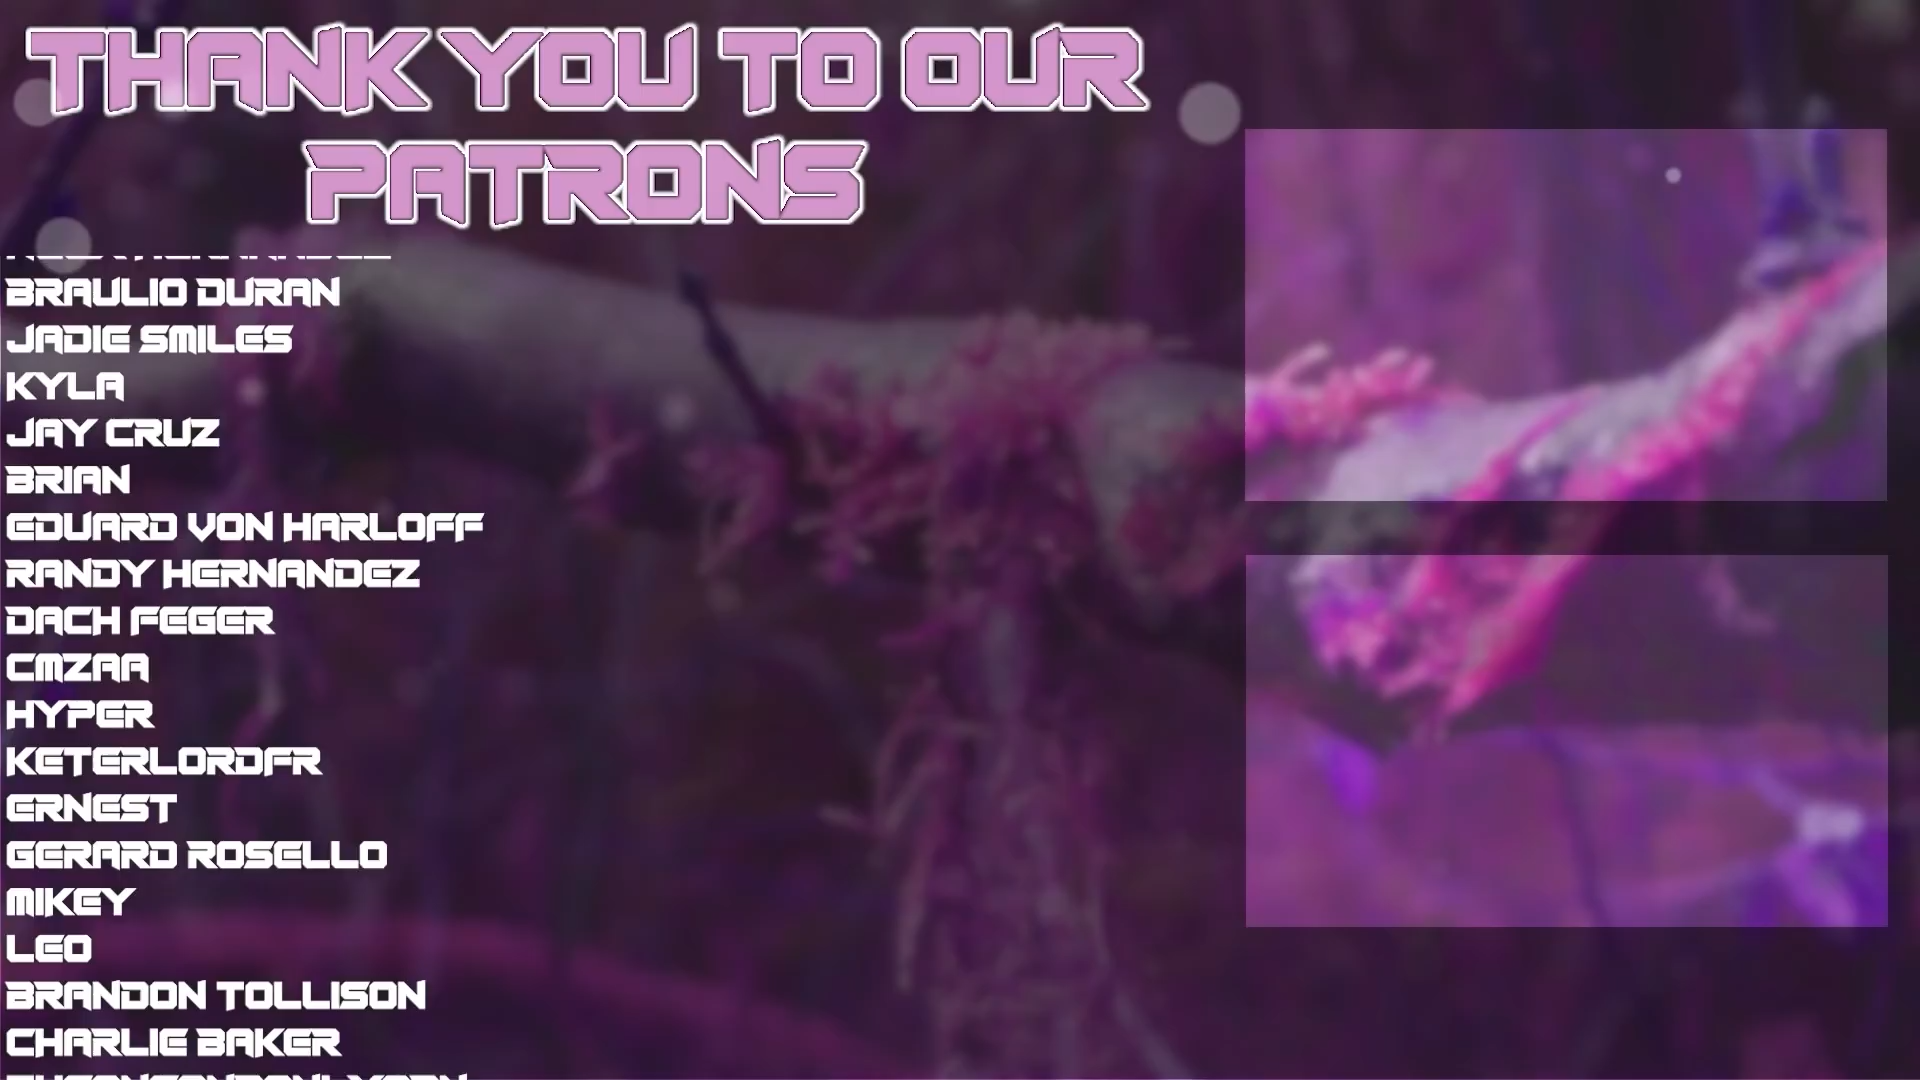 THANK YOU TO OUR
PATRONS
BRAULIO DURAN
JADIE SMILES
KYLA
JAY CRUZ
BRIAN
EDUARD VON HARLOFF
RANDY HERNANDEZ
DACH FEGER
CMZAA
HYPER
KETERLORDFR
ERNEST
GERARD ROSELLO
MIKEY
LEO
BRANDON TOLLISON
CHARLIE BAKER